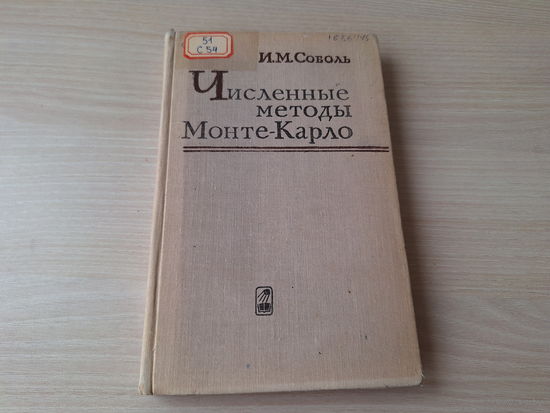 51
С 54
И.М.Соболь
Численные
методы
Монте-Карло